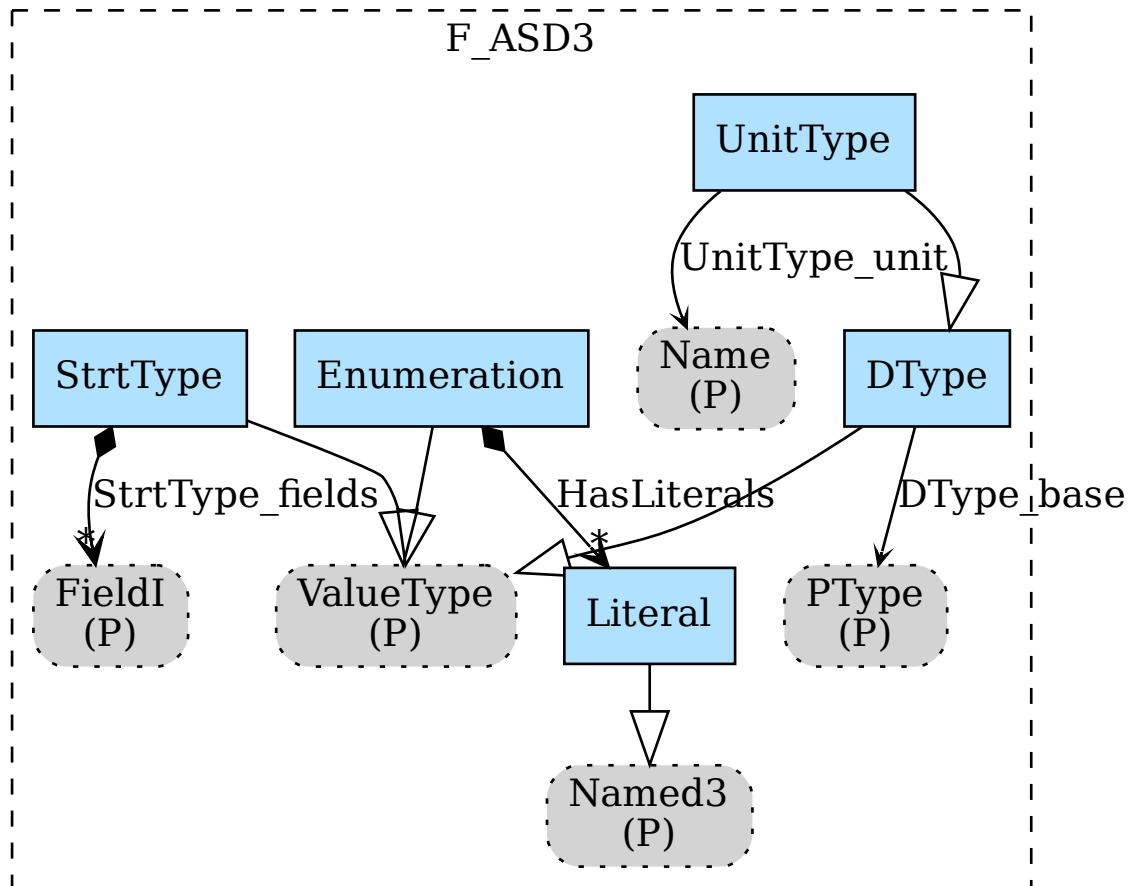 F_ASD3
UnitType
UnitType_unit
Name
(P)
DType
StrtType
Enumeration
StrtType_fields
*
HasLiterals
*
DType_base
FieldI
(P)
ValueType
(P)
Literal
PType
(P)
Named3
(P)